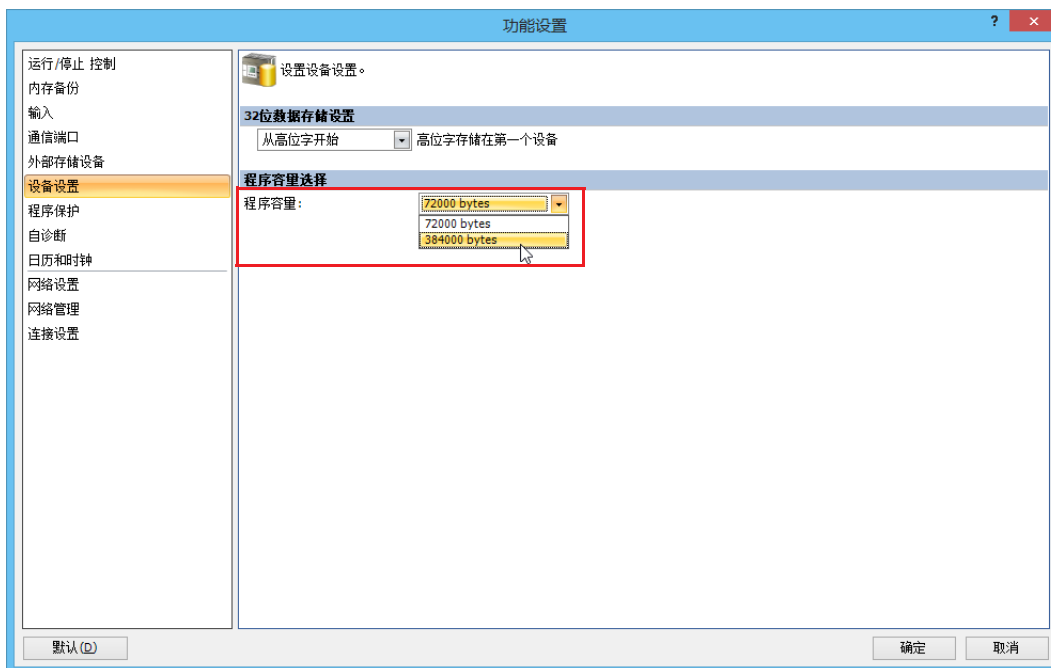 功能设置
?
×
运行/停止 控制
内存备份
输入
通信端口
外部存储设备
设备设置
程序保护
自诊断
日历和时钟
网络设置
网络管理
连接设置
设置设备设置。
32位数据存储设置
从高位字开始 高位字存储在第一个设备
程序容里选择
程序容量: 72000 bytes
72000 bytes
384000 bytes
默认(D) 确定 取消